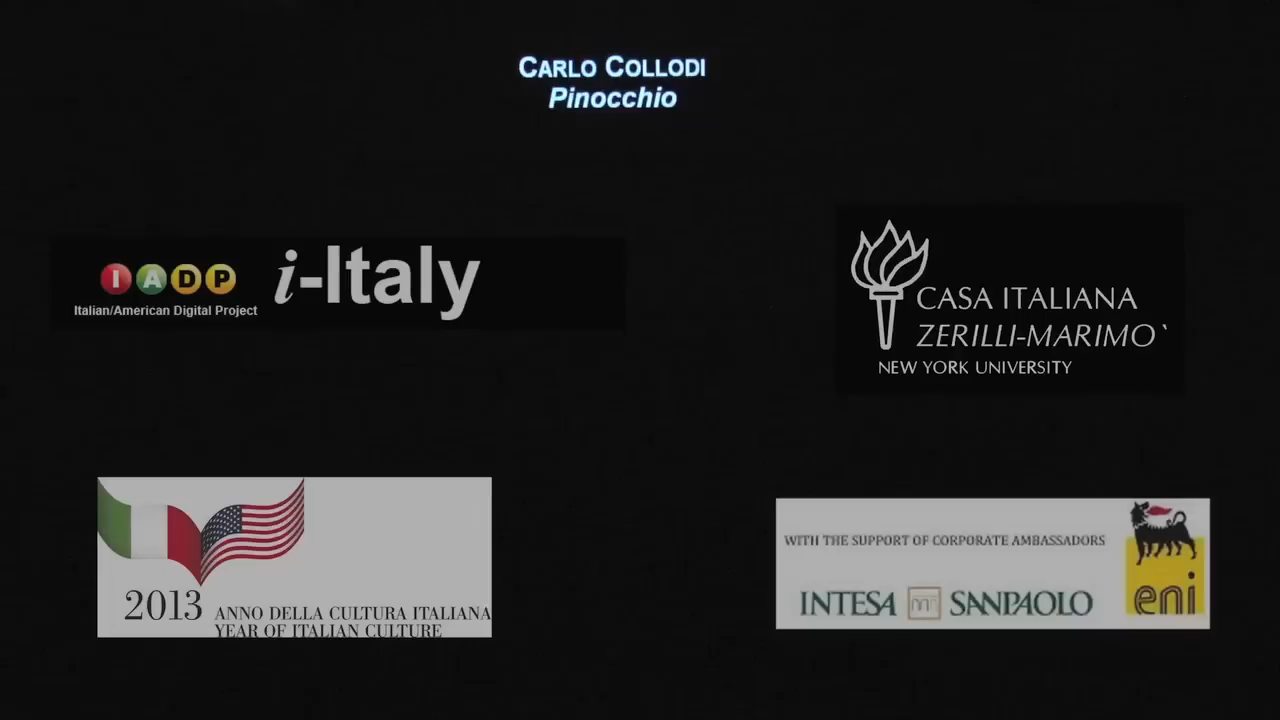 CARLO COLLODI
Pinocchio
IADP
i-Italy
Italian/American Digital Project
CASA ITALIANA
ZERILLI-MARIMO`
NEW YORK UNIVERSITY
2013 ANNO DELLA CULTURA ITALIANA
YEAR OF ITALIAN CULTURE
WITH THE SUPPORT OF CORPORATE AMBASSADORS
INTESA SANPAOLO
eni